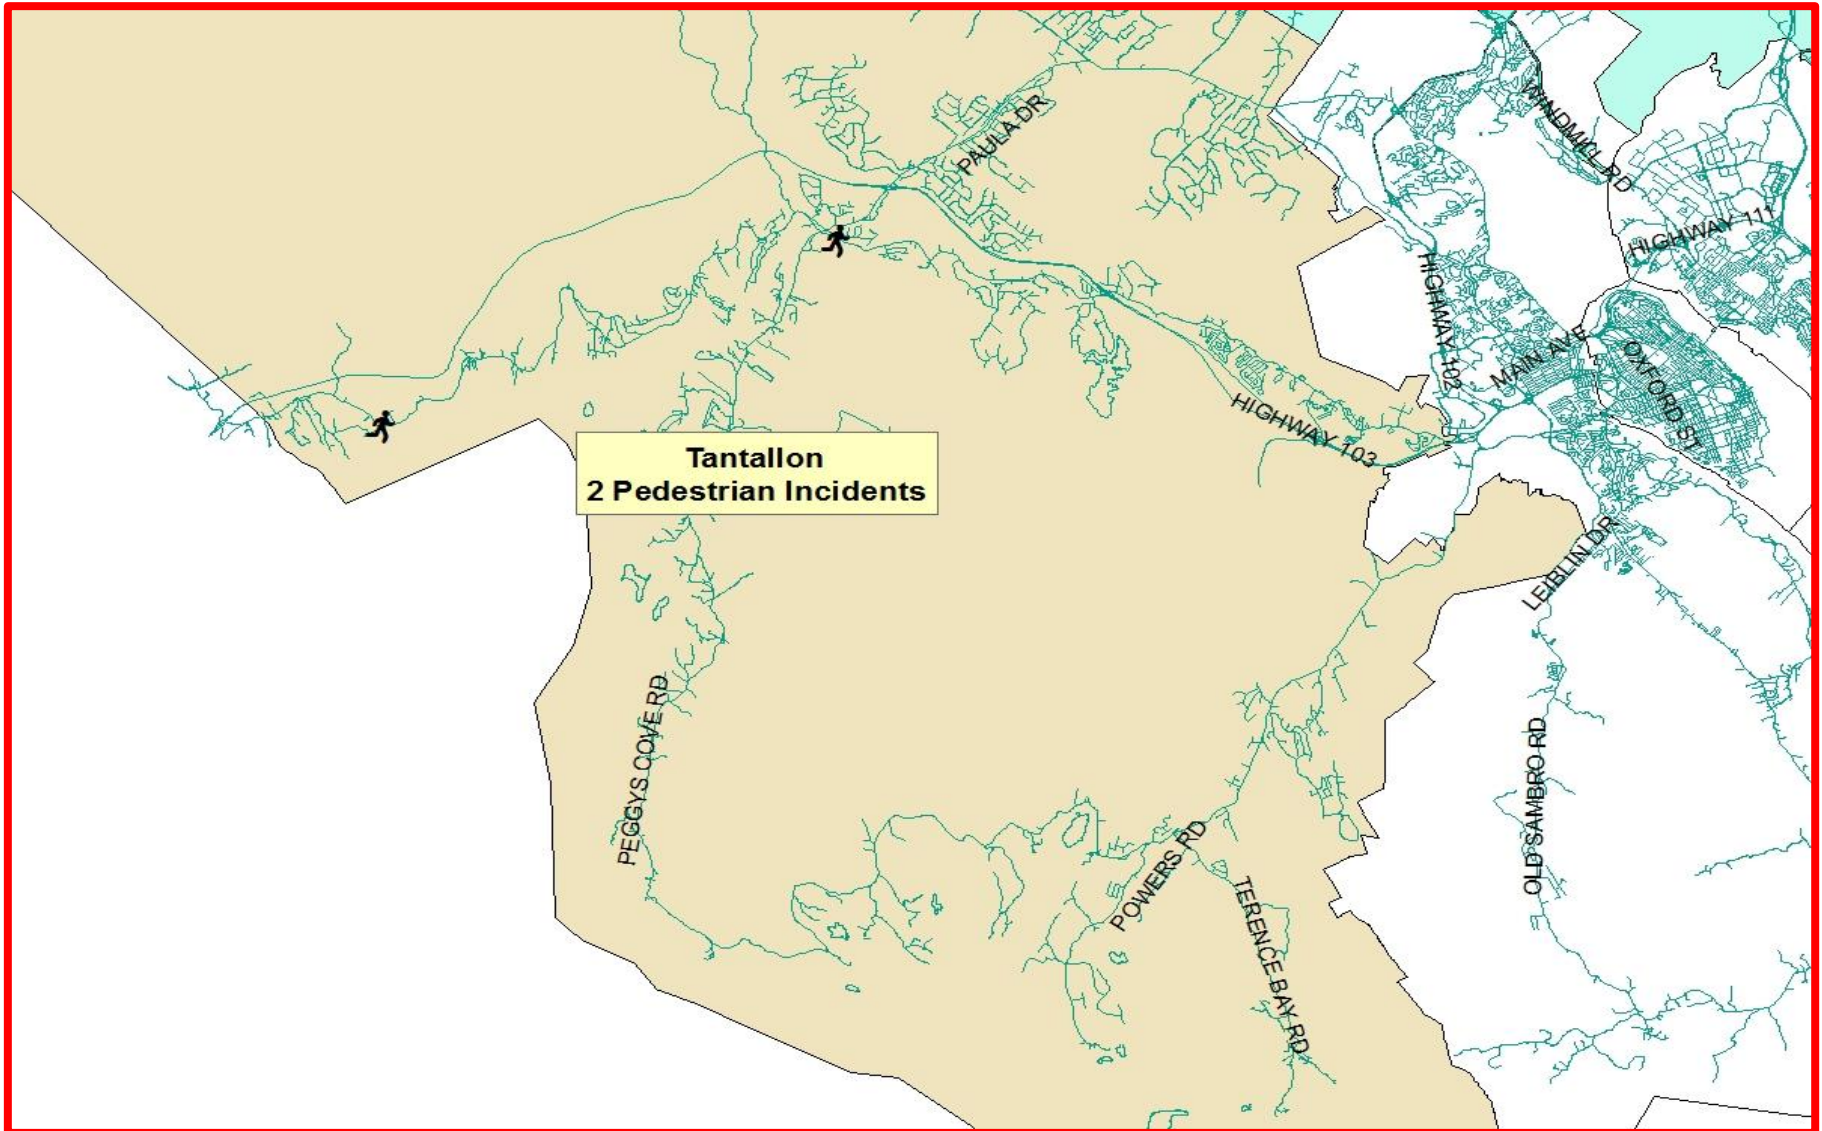 PAULA DR
WINDMILL RD
HIGHWAY 111
HIGHWAY 102
MAIN AVE
OXFORD ST
HIGHWAY 103
Tantallon
2 Pedestrian Incidents
LEIBLIN DR
PEGGYS COVE RD
OLD SAMBRO RD
POWERS RD
TERENCE BAY RD